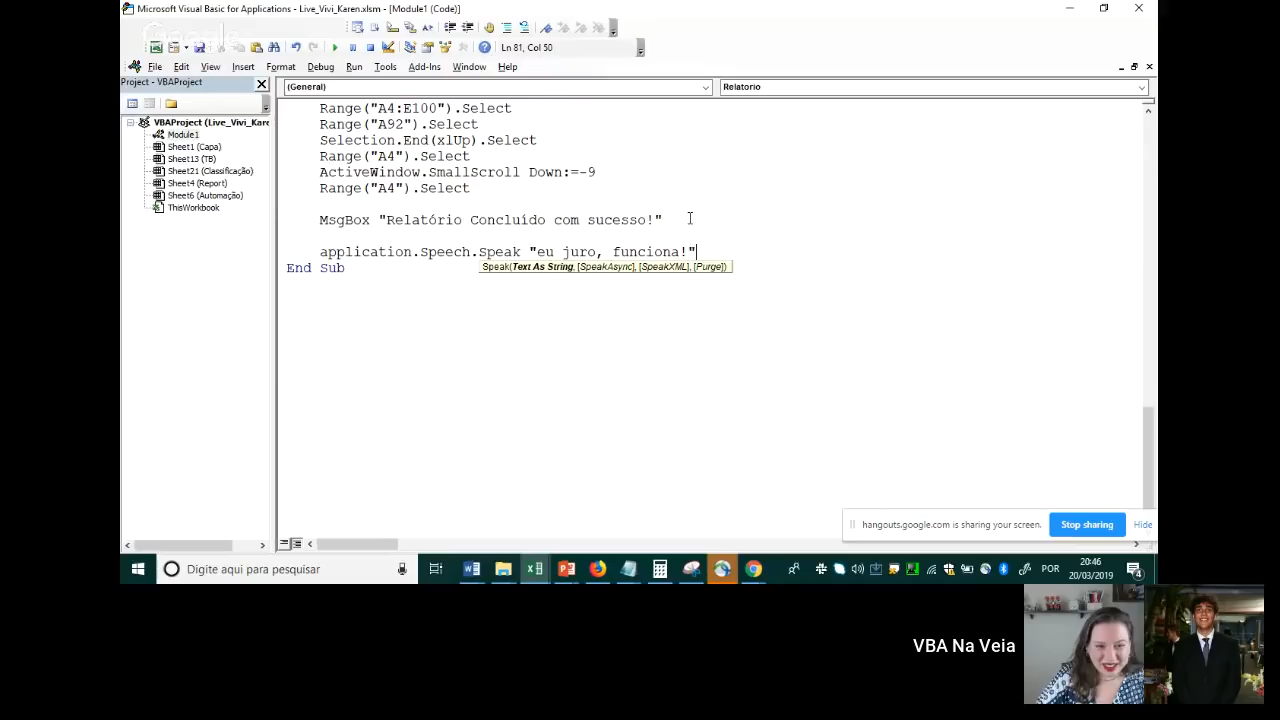 Microsoft Visual Basic for Applications - Live_Vivi_Karen.xlsm - [Module1 (Code)]
Ln 81, Col 50
File Edit View Insert Format Debug Run Tools Add-Ins Window Help
Project - VBAProject
(General)
Relatorio
VBAProject (Live_Vivi_Karen
Module1
Sheet1 (Capa)
Sheet13 (TB)
Sheet21 (Classificação)
Sheet4 (Report)
Sheet6 (Automação)
ThisWorkbook
Range("A4:E100").Select
Range("A92").Select
Selection.End(xlUp).Select
Range("A4").Select
ActiveWindow.SmallScroll Down:=-9
Range("A4").Select
MsgBox "Relatório Concluído com sucesso!"
application.Speech.Speak "eu juro, funciona!"
Speak(Text As String, [SpeakAsync], [SpeakXML], [Purge])
End Sub
hangouts.google.com is sharing your screen.
Stop sharing
Hide
Digite aqui para pesquisar
POR
20:46
20/03/2019
4
VBA Na Veia